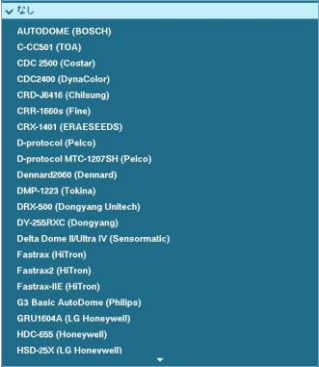 なし
AUTODOME (BOSCH)
C-CC501 (TOA)
CDC 2500 (Costar)
CDC2400 (DynaColor)
CRD-J6416 (Chilsung)
CRR-1660s (Fine)
CRX-1401 (ERAESEEDS)
D-protocol (Pelco)
D-protocol MTC-1207SH (Pelco)
Dennard2060 (Dennard)
DMP-1223 (Tokina)
DRX-500 (Dongyang Unitech)
DY-255RXC (Dongyang)
Delta Dome II/Ultra IV (Sensormatic)
Fastrax (HiTron)
Fastrax2 (HiTron)
Fastrax-IIE (HiTron)
G3 Basic AutoDome (Philips)
GRU1604A (LG Honeywell)
HDC-655 (Honeywell)
HSD-25X (LG Honeywell)